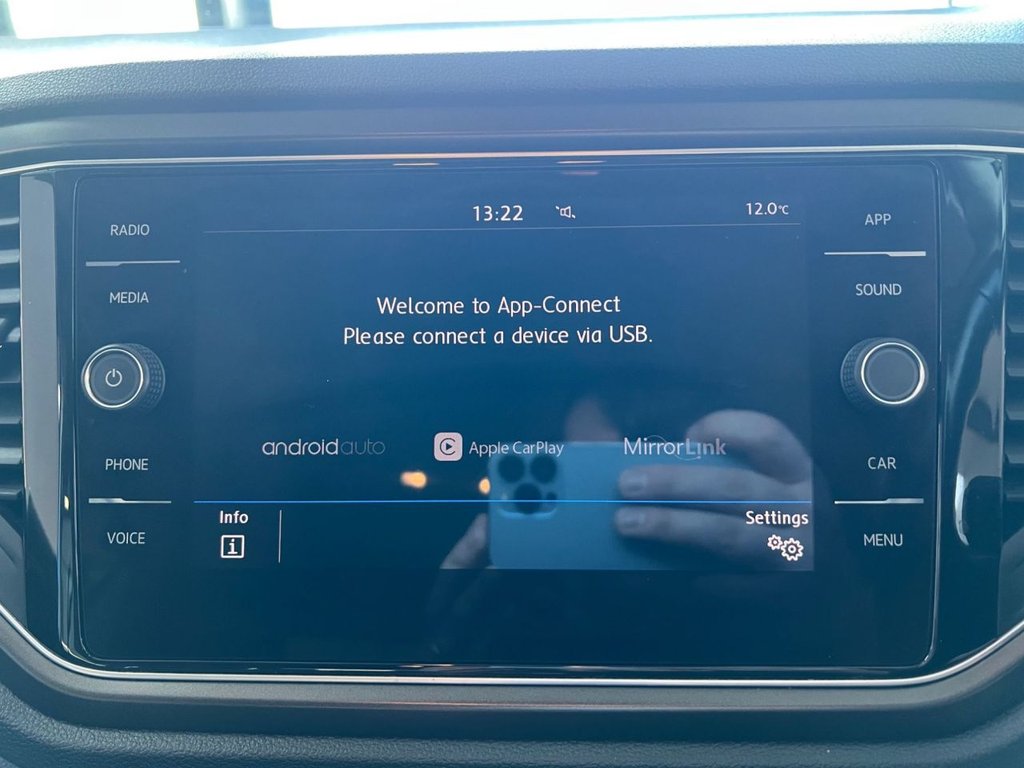 13:22
12.0°C
RADIO
APP
MEDIA
SOUND
Welcome to App-Connect
Please connect a device via USB.
androidauto
Apple CarPlay
MirrorLink
PHONE
CAR
VOICE
Info
Settings
MENU